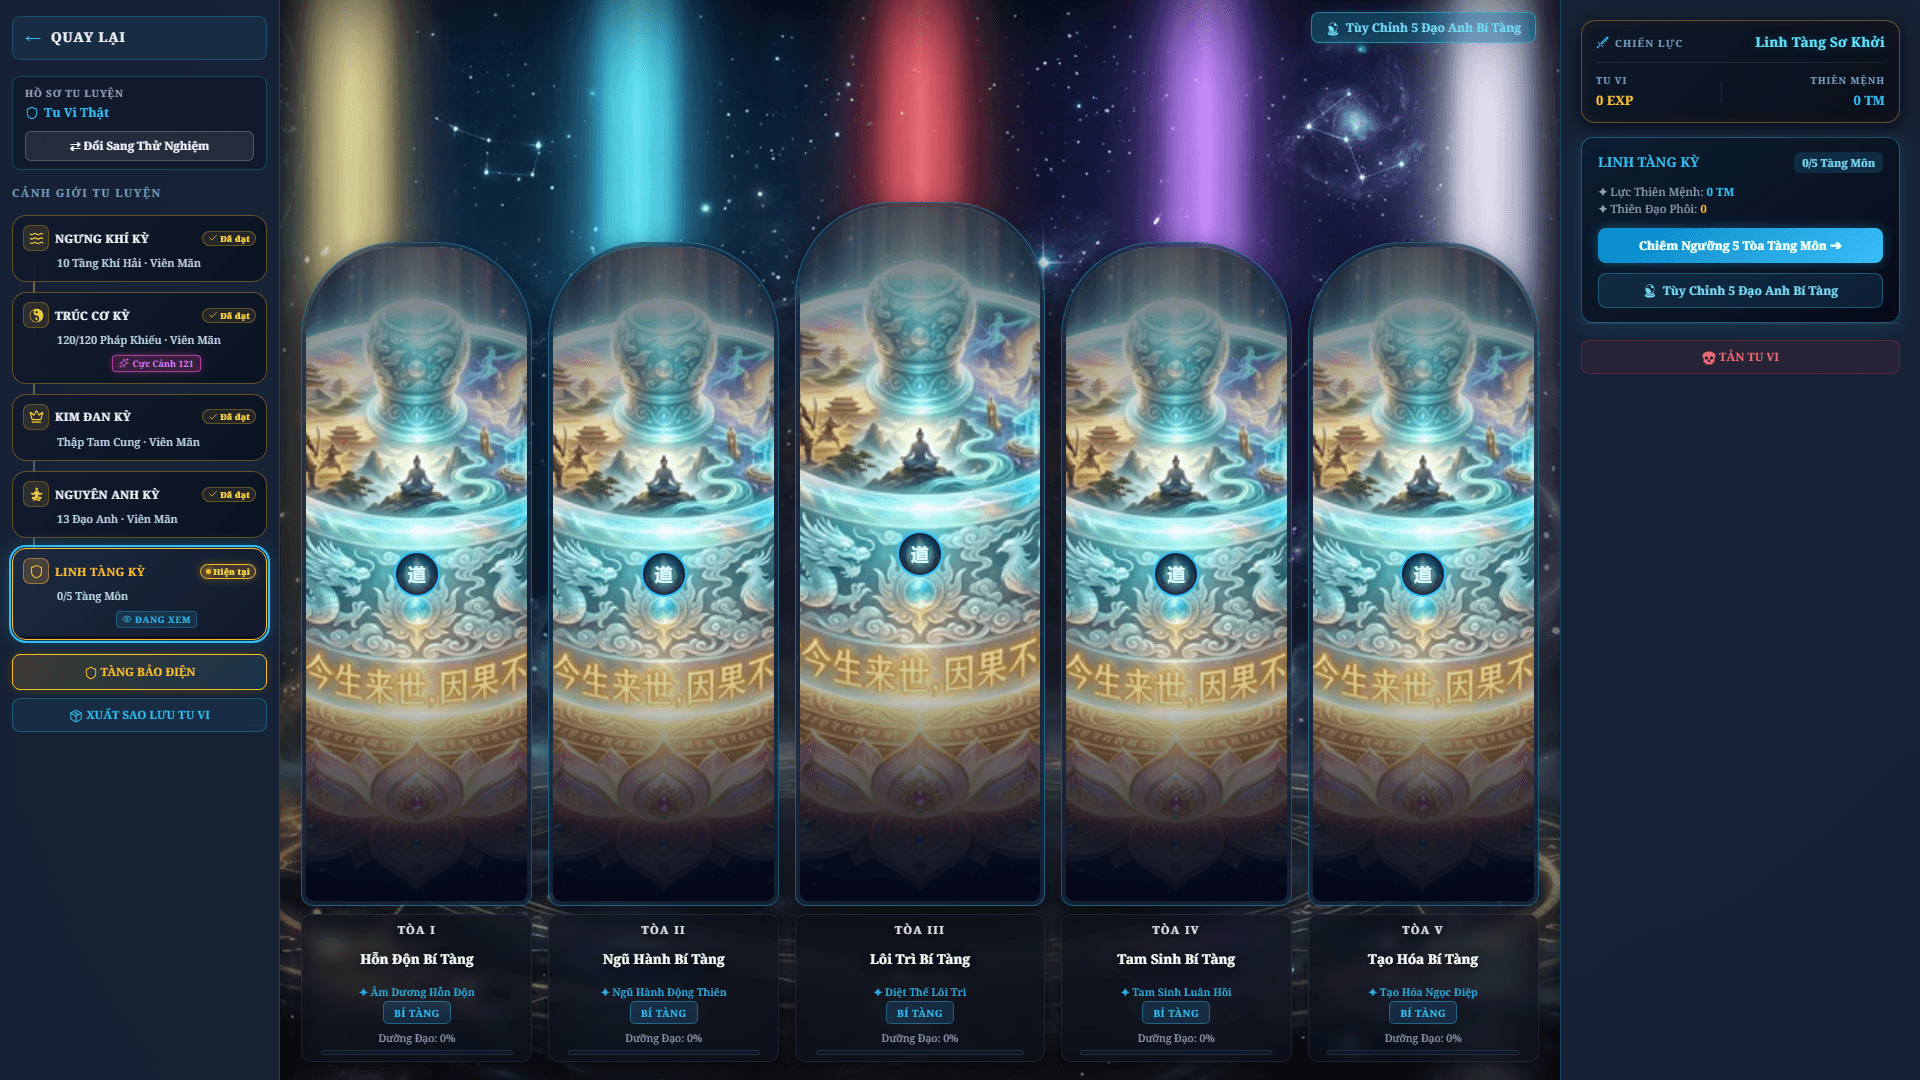 ← QUAY LẠI
HỒ SƠ TU LUYỆN
Tu Vi Thật
⇄ Đổi Sang Thử Nghiệm
CẢNH GIỚI TU LUYỆN
NGƯNG KHÍ KỲ
Đã đạt
10 Tầng Khí Hải · Viên Mãn
TRÚC CƠ KỲ
Đã đạt
120/120 Pháp Khiếu · Viên Mãn
Cực Cảnh 121
KIM ĐAN KỲ
Đã đạt
Thập Tam Cung · Viên Mãn
NGUYÊN ANH KỲ
Đã đạt
13 Đạo Anh · Viên Mãn
LINH TÀNG KỲ
Hiện tại
0/5 Tàng Môn
ĐANG XEM
TÀNG BẢO ĐIỆN
XUẤT SAO LƯU TU VI
Tùy Chỉnh 5 Đạo Anh Bí Tàng
道
今生来世,因果不
TÒA I
Hỗn Độn Bí Tàng
✦ Âm Dương Hỗn Độn
BÍ TÀNG
Dưỡng Đạo: 0%
道
今生来世,因果不
TÒA II
Ngũ Hành Bí Tàng
✦ Ngũ Hành Động Thiên
BÍ TÀNG
Dưỡng Đạo: 0%
道
今生来世,因果不
TÒA III
Lôi Trì Bí Tàng
✦ Diệt Thế Lôi Trì
BÍ TÀNG
Dưỡng Đạo: 0%
道
今生来世,因果不
TÒA IV
Tam Sinh Bí Tàng
✦ Tam Sinh Luân Hồi
BÍ TÀNG
Dưỡng Đạo: 0%
道
今生来世,因果不
TÒA V
Tạo Hóa Bí Tàng
✦ Tạo Hóa Ngọc Điệp
BÍ TÀNG
Dưỡng Đạo: 0%
CHIẾN LỰC
Linh Tàng Sơ Khởi
TU VI
THIÊN MỆNH
0 EXP
0 TM
LINH TÀNG KỲ
0/5 Tàng Môn
✦ Lực Thiên Mệnh: 0 TM
✦ Thiên Đạo Phôi: 0
Chiêm Ngưỡng 5 Tòa Tàng Môn ➔
Tùy Chỉnh 5 Đạo Anh Bí Tàng
TÁN TU VI